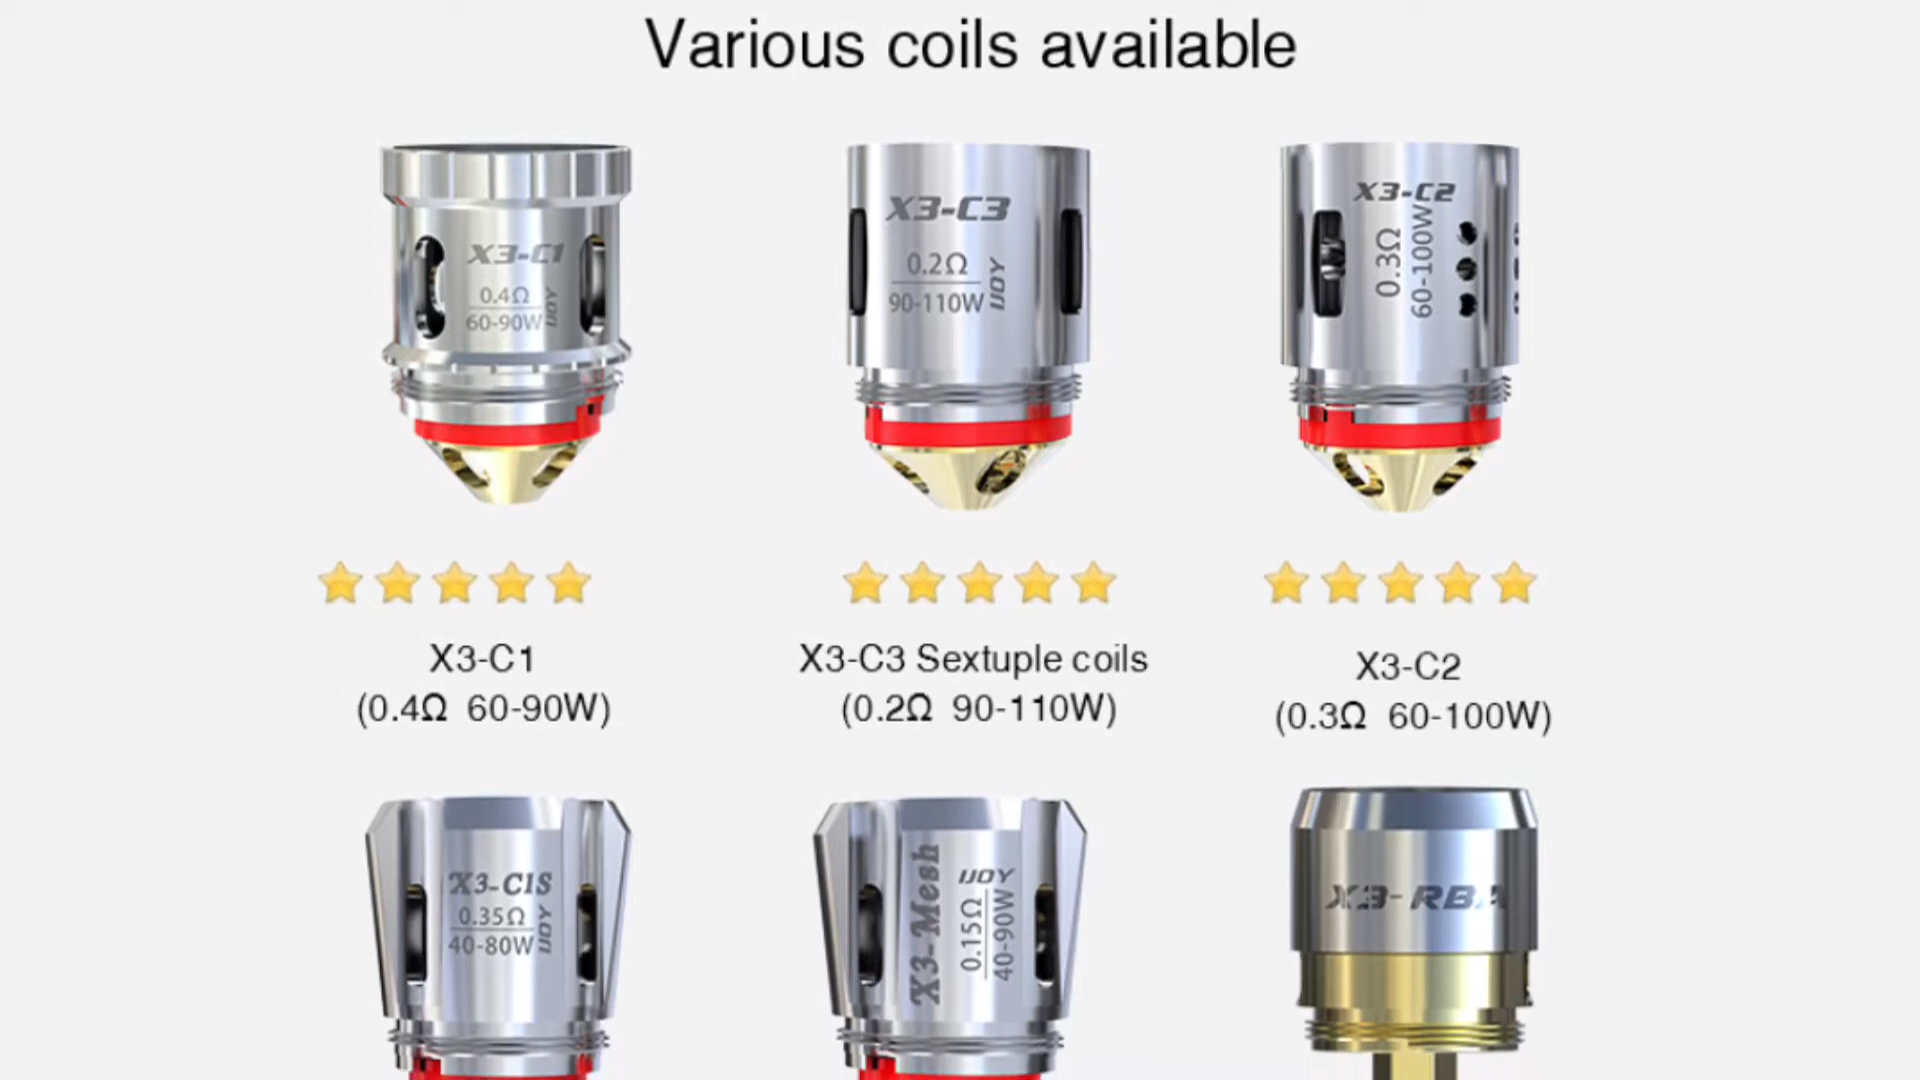 Various coils available
X3-C1
0.4Ω
60-90W
IJOY
X3-C3
0.2Ω
90-110W
IJOY
X3-C2
0.3Ω
60-100W
X3-C1
(0.4Ω 60-90W)
X3-C3 Sextuple coils
(0.2Ω 90-110W)
X3-C2
(0.3Ω 60-100W)
X3-C1S
0.35Ω
40-80W
IJOY
X3-Mesh
IJOY
0.15Ω
40-90W
X3-RBA